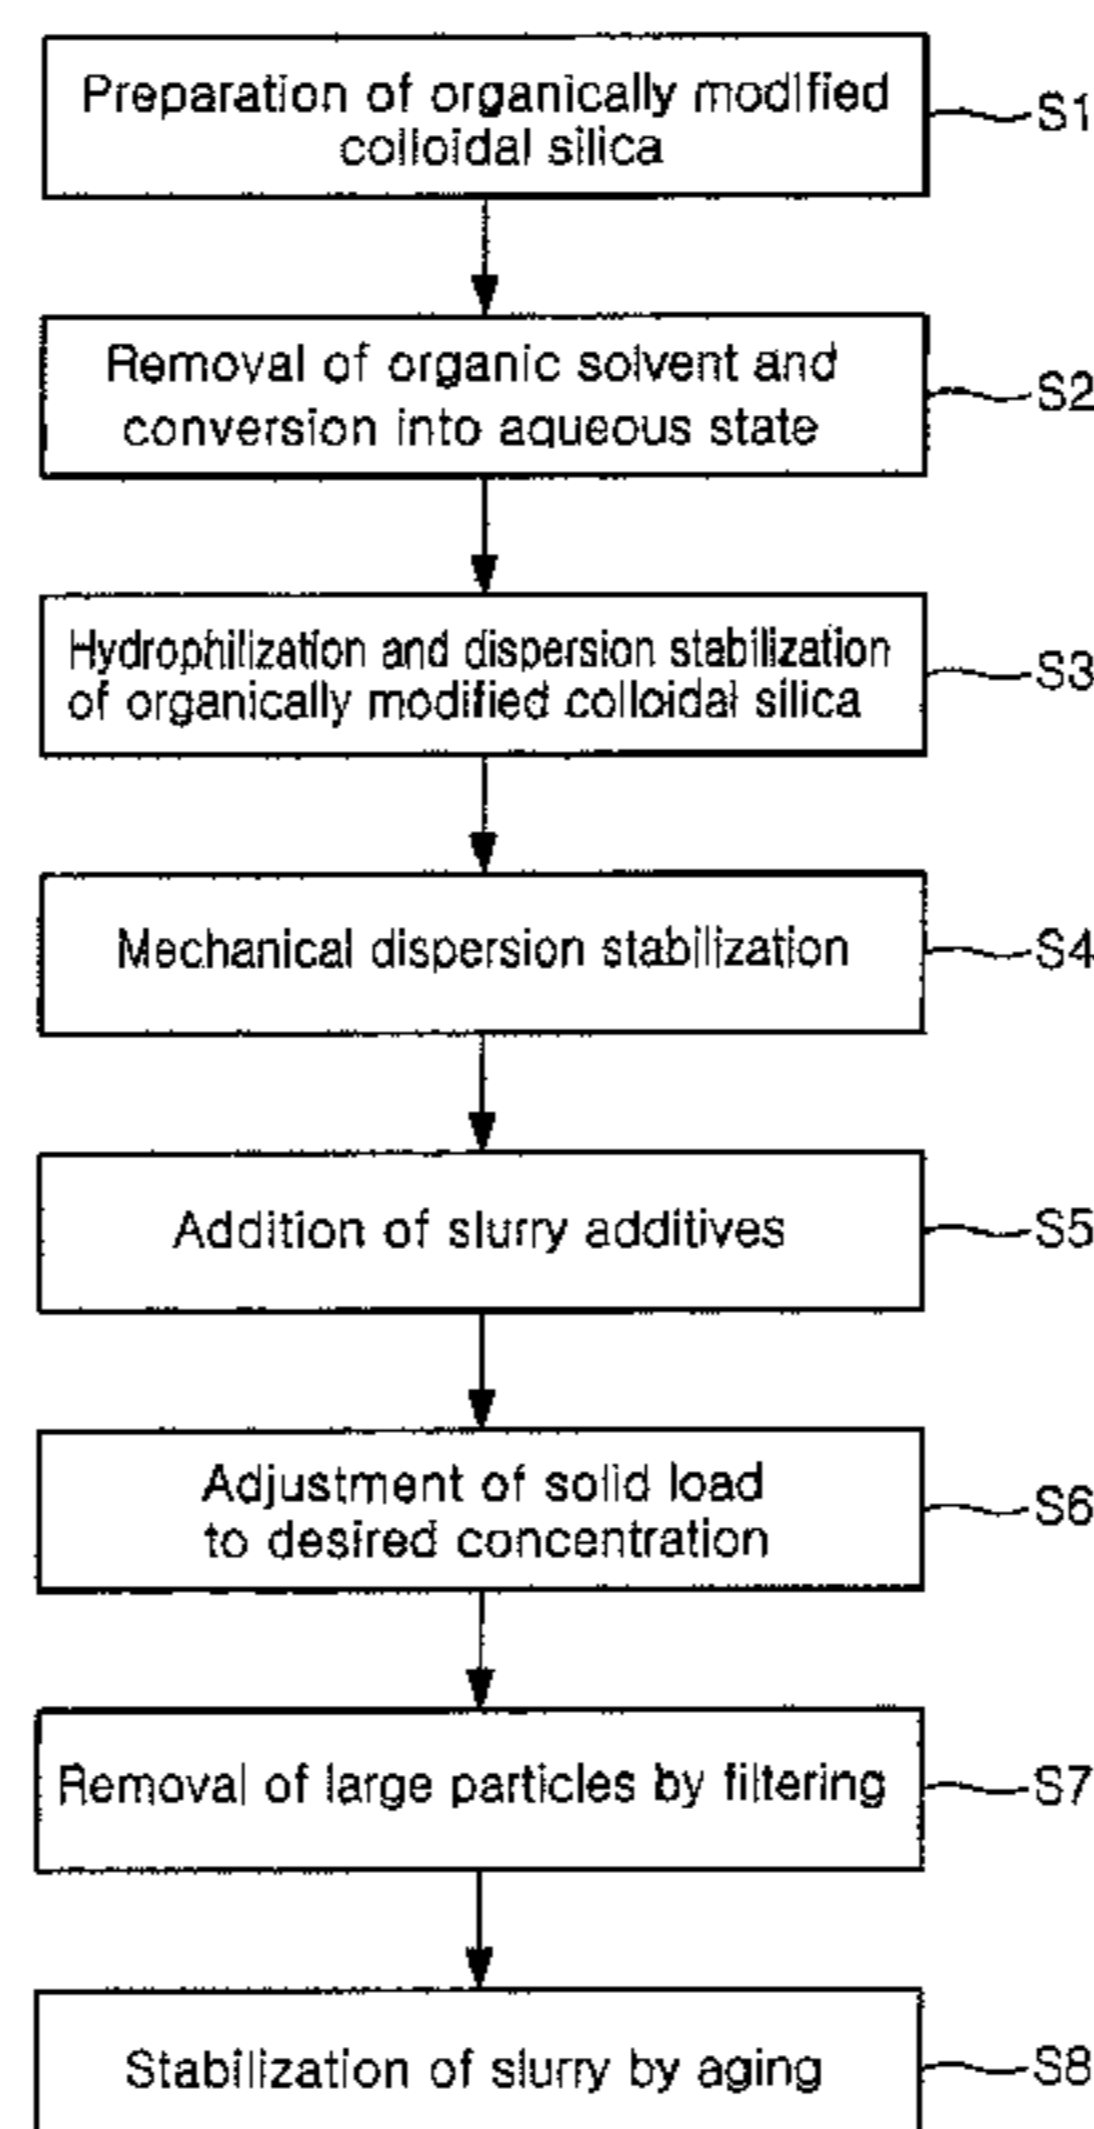 Preparation of organically modified
colloidal silica
S1
Removal of organic solvent and
conversion into aqueous state
S2
Hydrophilization and dispersion stabilization
of organically modified colloidal silica
S3
Mechanical dispersion stabilization
S4
Addition of slurry additives
S5
Adjustment of solid load
to desired concentration
S6
Removal of large particles by filtering
S7
Stabilization of slurry by aging
S8